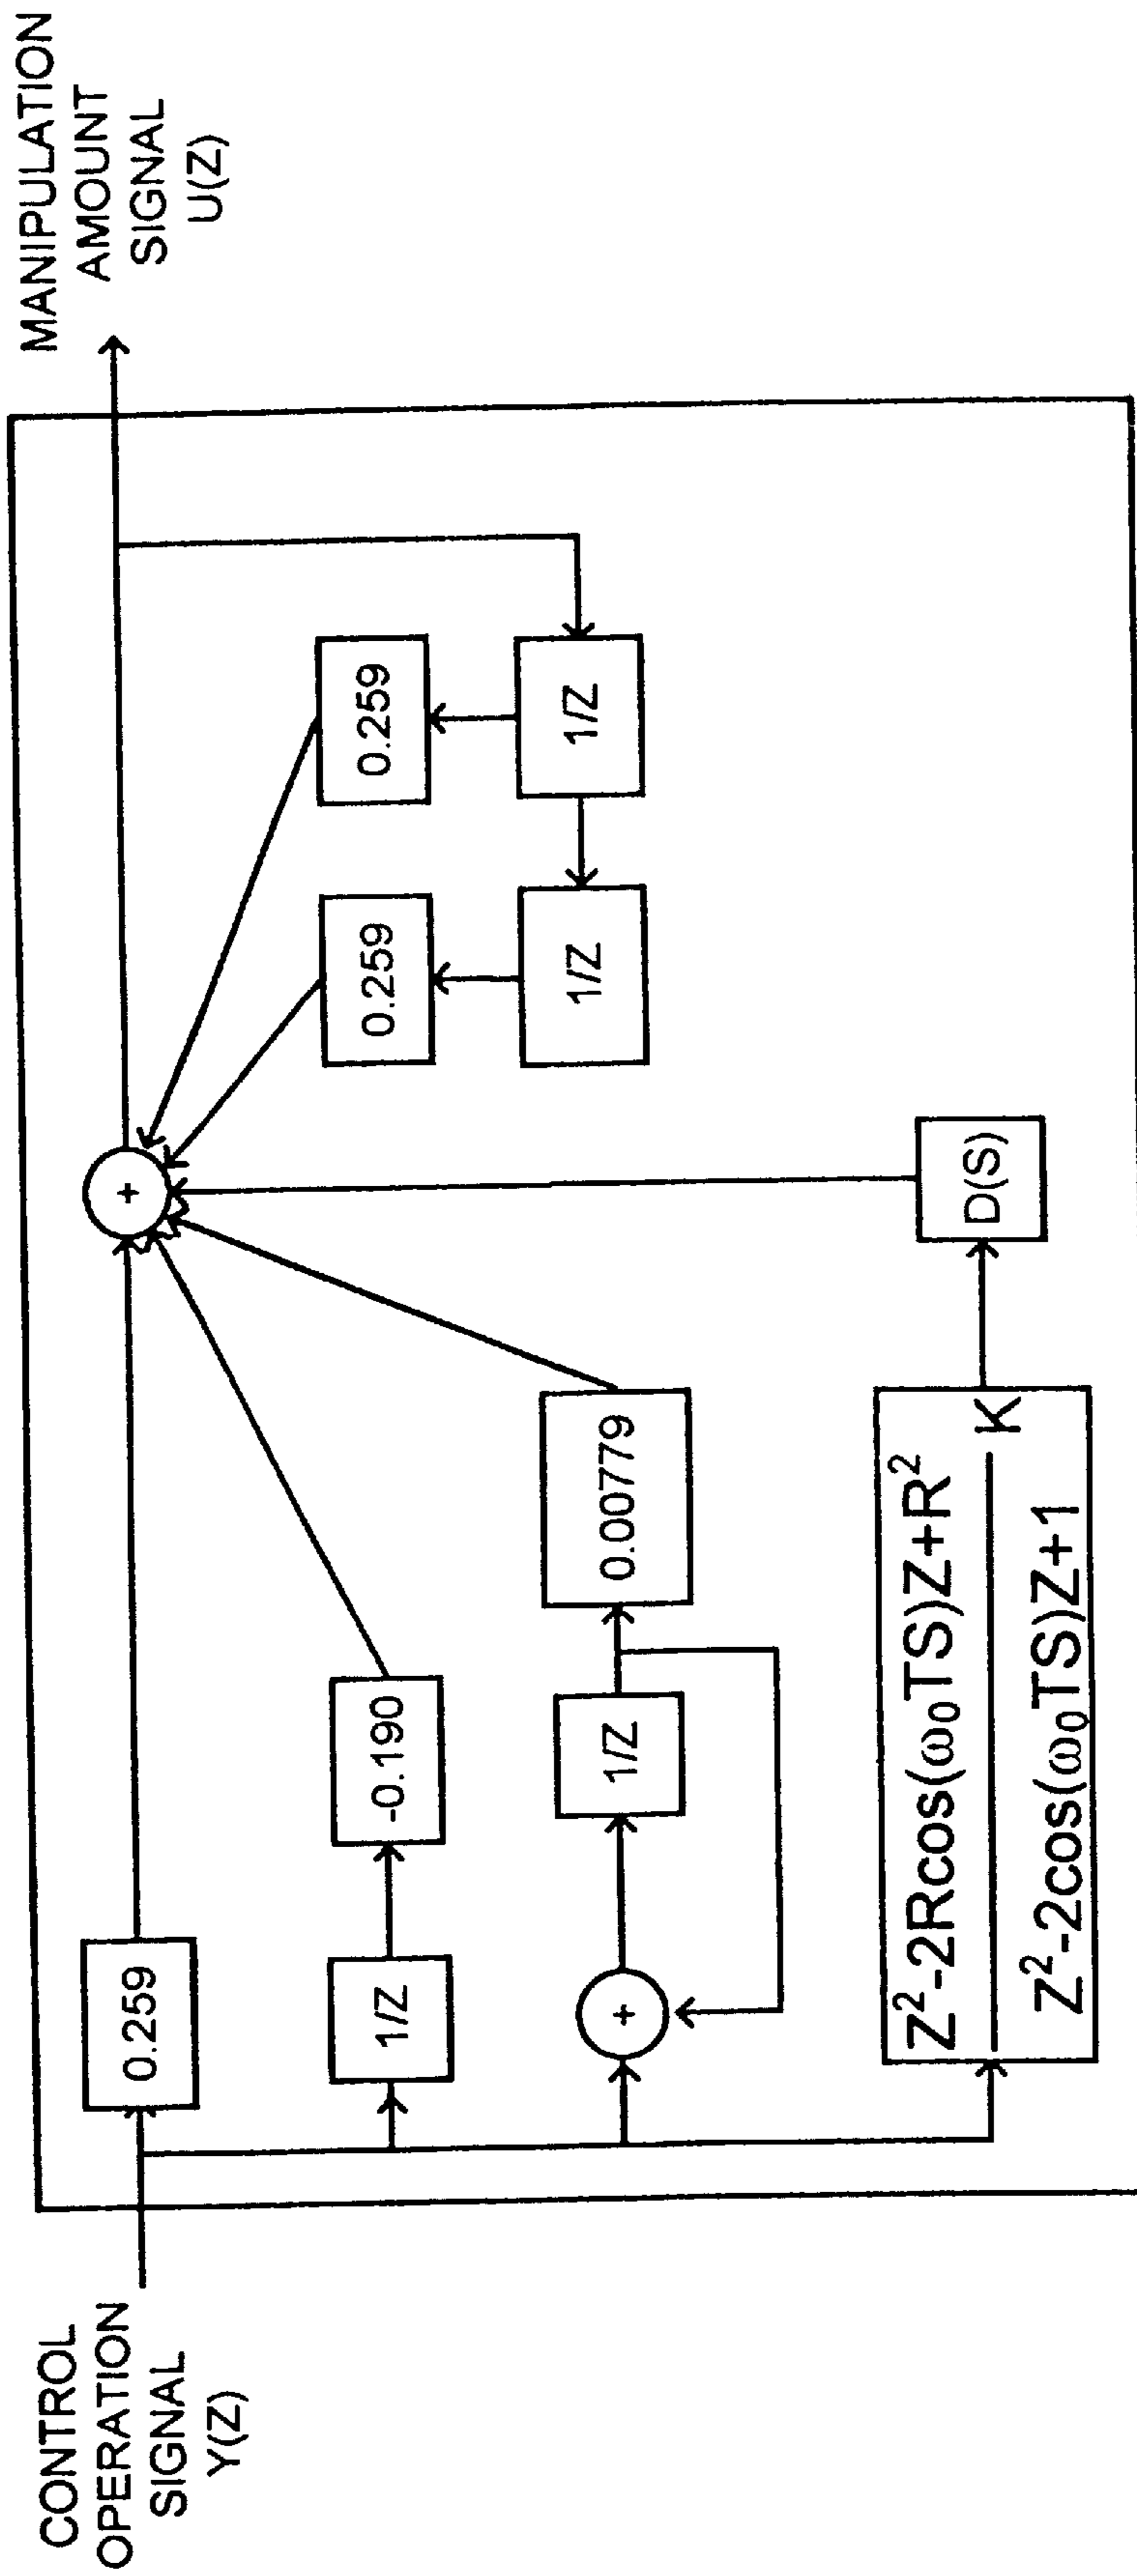 CONTROL
OPERATION
SIGNAL
Y(Z)
0.259
1/Z
-0.190
+
1/Z
0.00779
Z²-2Rcos(ω₀TS)Z+R²
K
Z²-2cos(ω₀TS)Z+1
D(S)
+
0.259
1/Z
0.259
1/Z
MANIPULATION
AMOUNT
SIGNAL
U(Z)